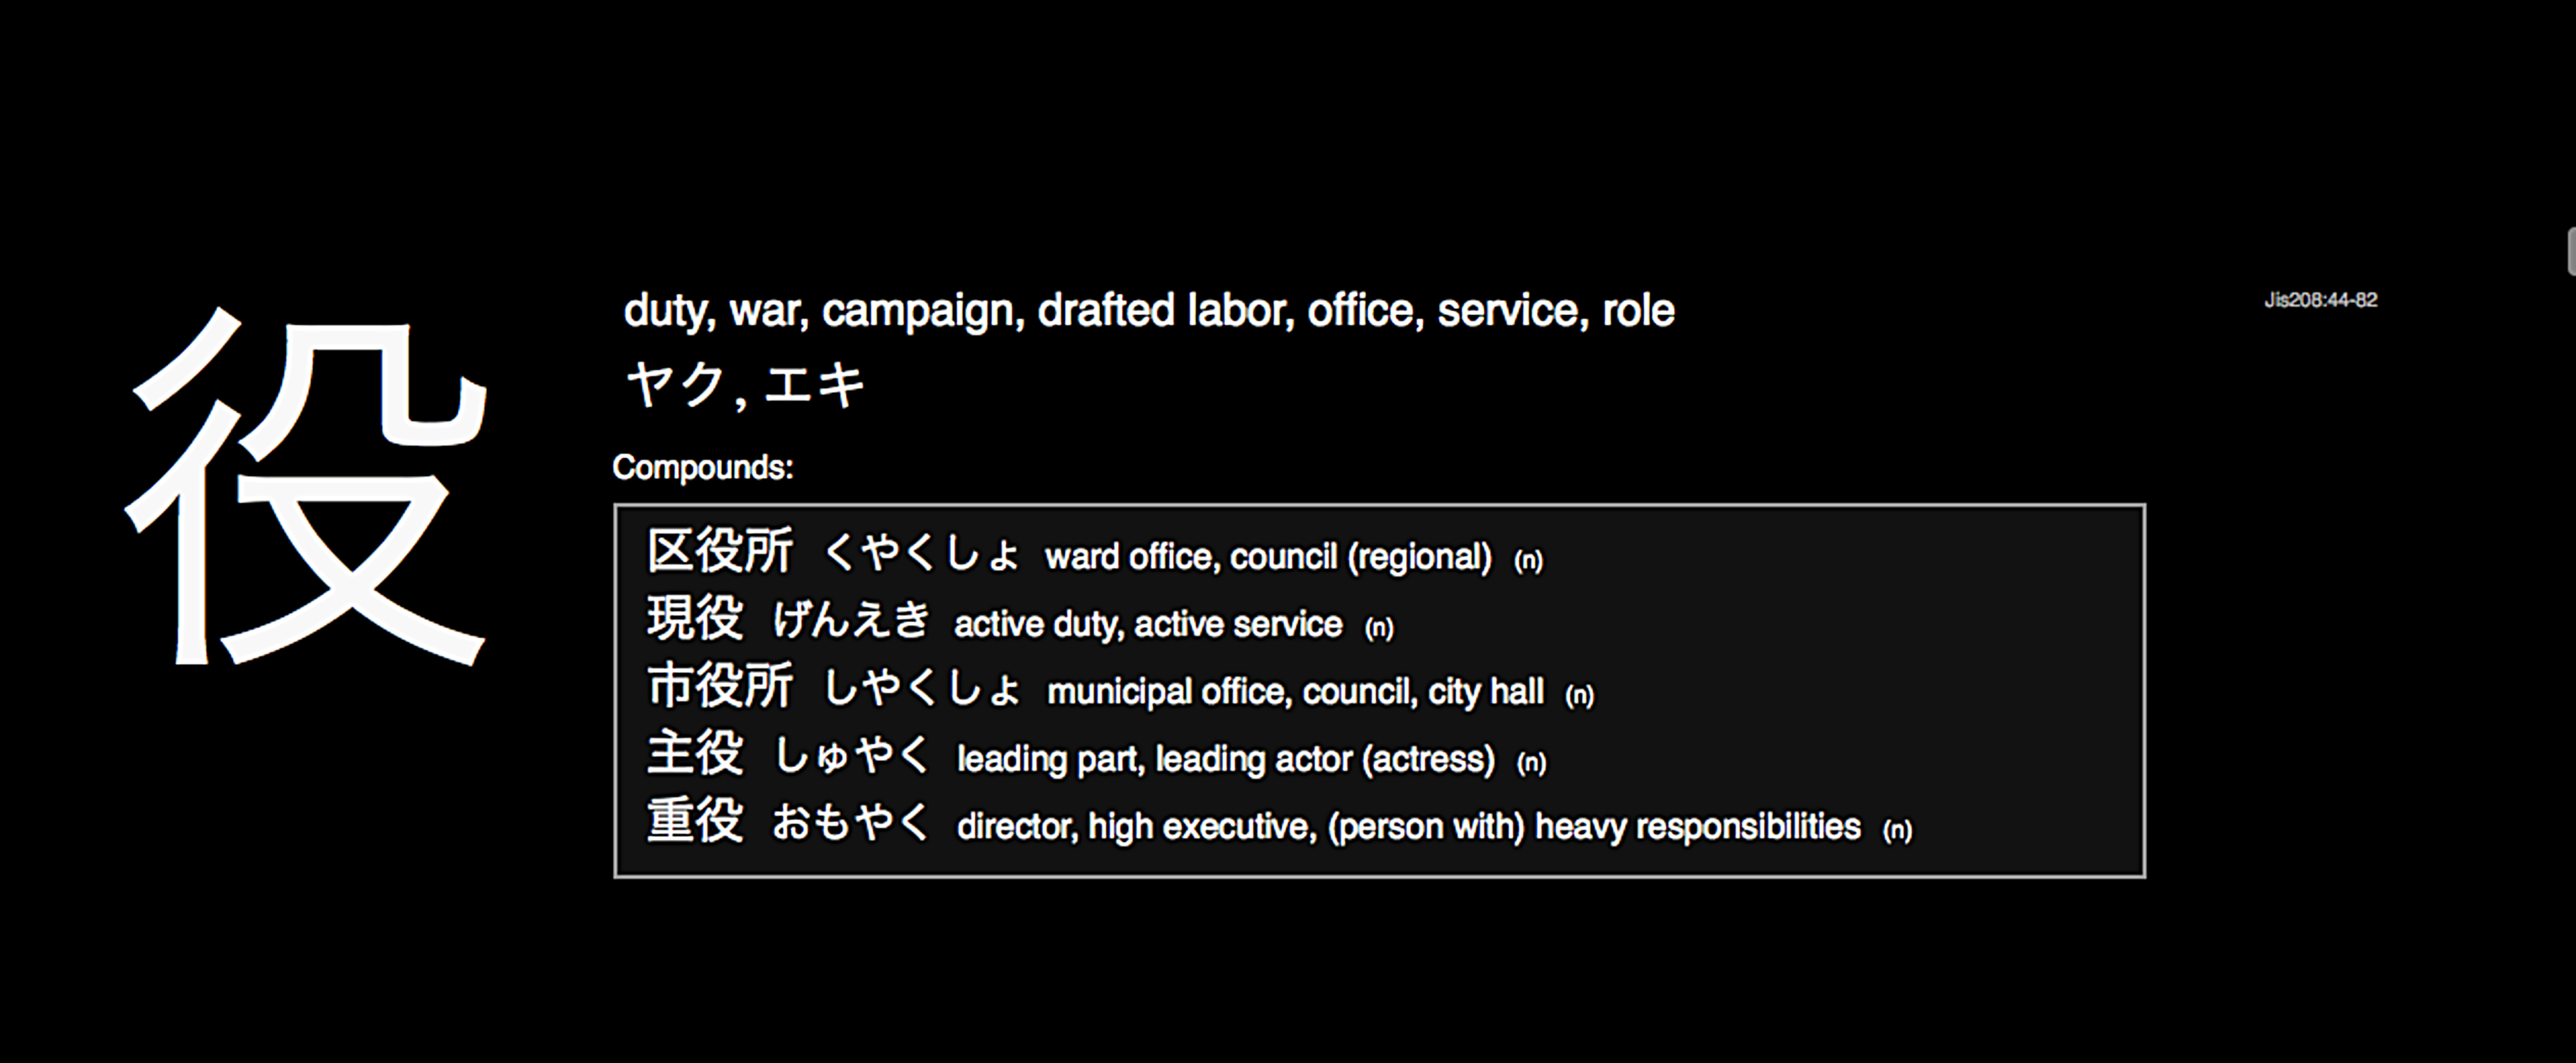 役
duty, war, campaign, drafted labor, office, service, role
Jis208:44-82
ヤク, エキ
Compounds:
区役所 くやくしょ ward office, council (regional) (n)
現役 げんえき active duty, active service (n)
市役所 しやくしょ municipal office, council, city hall (n)
主役 しゅやく leading part, leading actor (actress) (n)
重役 おもやく director, high executive, (person with) heavy responsibilities (n)